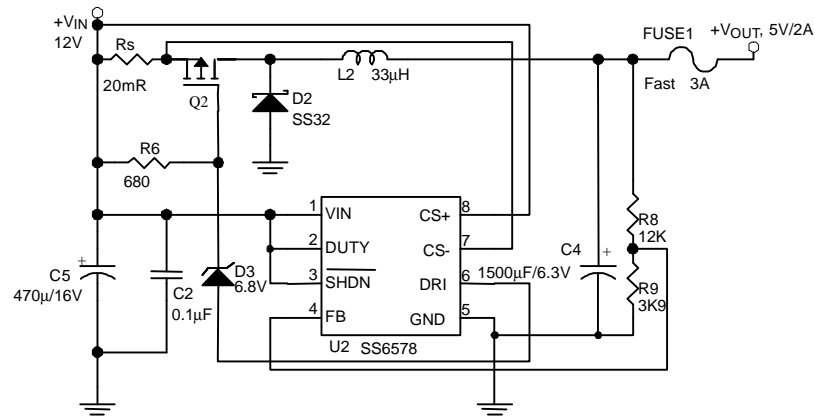 +VIN
12V
Rs
20mR
Q2
D2
SS32
L2 33μH
FUSE1
Fast 3A
+VOUT, 5V/2A
R6
680
C5
470μ/16V
C2
0.1μF
D3
6.8V
1 VIN
2 DUTY
3 SHDN
4 FB
CS+ 8
CS- 7
DRI 6
GND 5
U2 SS6578
1500μF/6.3V
C4
+
+
R8
12K
R9
3K9